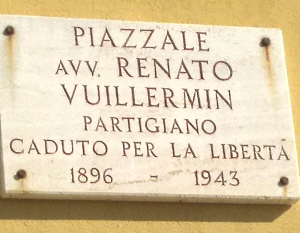 PIAZZALE
AVV. RENATO
VUILLERMIN
PARTIGIANO
CADUTO PER LA LIBERTÀ
1896 - 1943